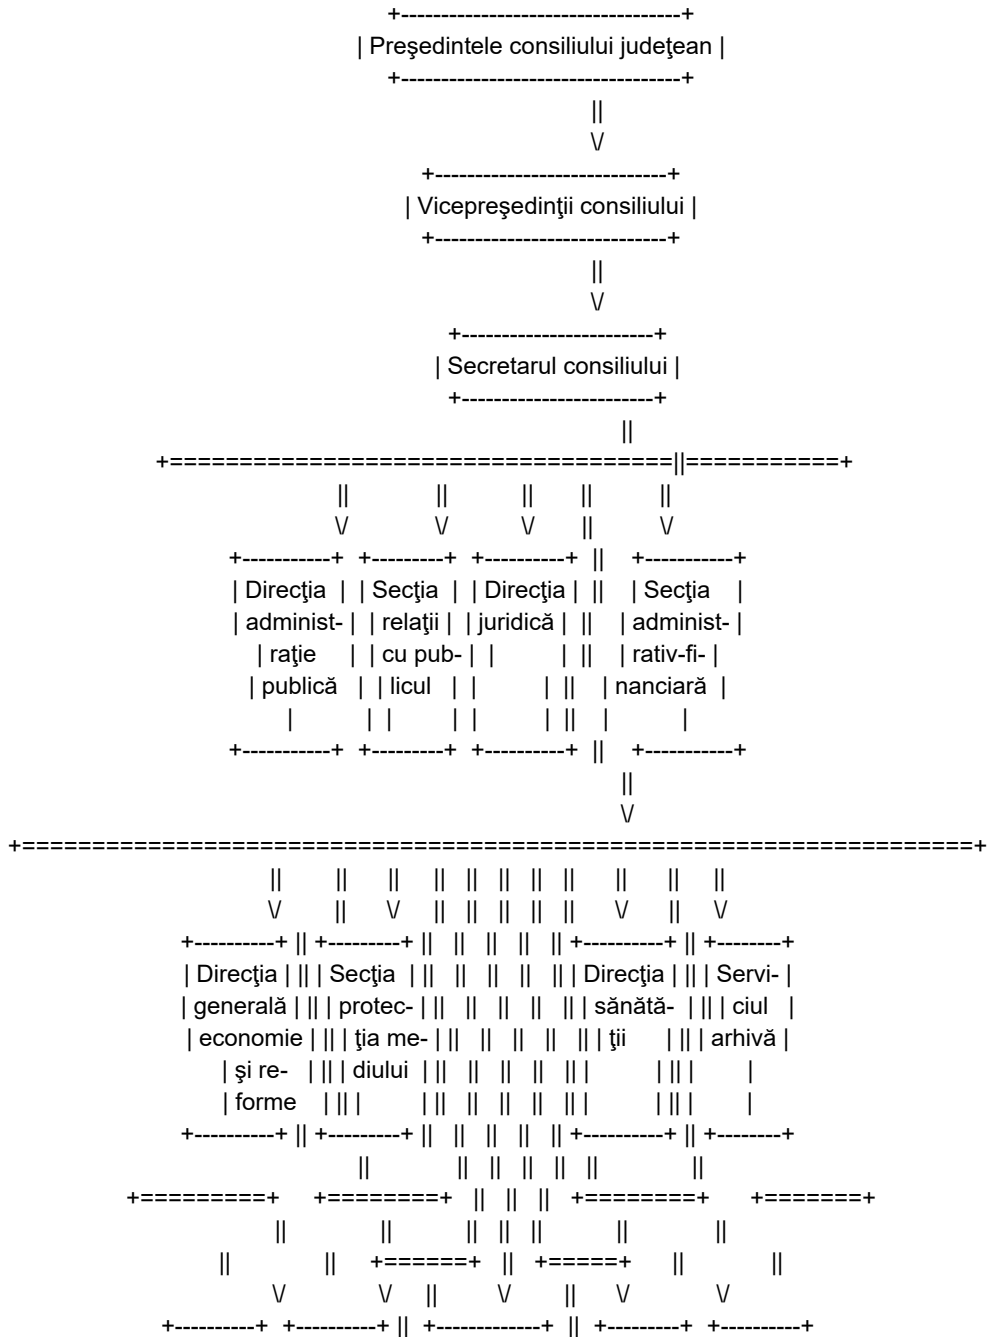 +-----------------------------------+
| Preşedintele consiliului judeţean |
+-----------------------------------+
||
\/
+-----------------------------+
| Vicepreşedinţii consiliului |
+-----------------------------+
||
\/
+------------------------+
| Secretarul consiliului |
+------------------------+
||
+====================================||===========+
|| || || || ||
\/ \/ \/ || \/
+-----------+ +---------+ +----------+ || +-----------+
| Direcţia | | Secţia | | Direcţia | || | Secţia |
| administ- | | relaţii | | juridică | || | administ- |
| raţie | | cu pub- | | | || | rativ-fi- |
| publică | | licul | | | || | nanciară |
| | | | | | || | |
+-----------+ +---------+ +----------+ || +-----------+
||
\/
+====================================================================+
|| || || || || || || || || || ||
\/ || \/ || || || || || \/ || \/
+----------+ || +---------+ || || || || || +----------+ || +--------+
| Direcţia | || | Secţia | || || || || || | Direcţia | || | Servi- |
| generală | || | protec- | || || || || || | sănătă- | || | ciul |
| economie | || | ţia me- | || || || || || | ţii | || | arhivă |
| şi re- | || | diului | || || || || || | | || | |
| forme | || | | || || || || || | | || | |
+----------+ || +---------+ || || || || || +----------+ || +--------+
|| || || || || || ||
+=========+ +========+ || || || +========+ +=======+
|| || || || || || ||
|| || +======+ || +=====+ || ||
\/ \/ || \/ || \/ \/
+----------+ +----------+ || +-------------+ || +---------+ +----------+